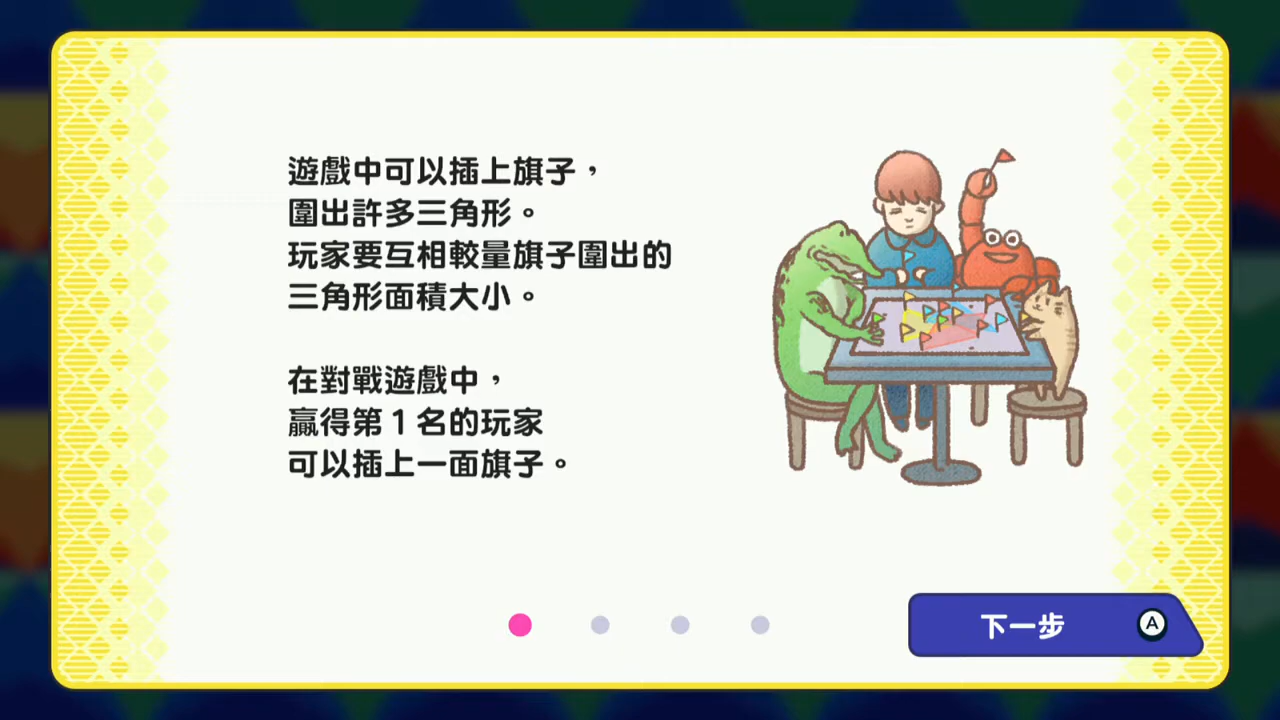 遊戲中可以插上旗子，
圍出許多三角形。
玩家要互相較量旗子圍出的
三角形面積大小。
在對戰遊戲中，
贏得第1名的玩家
可以插上一面旗子。
下一步 A